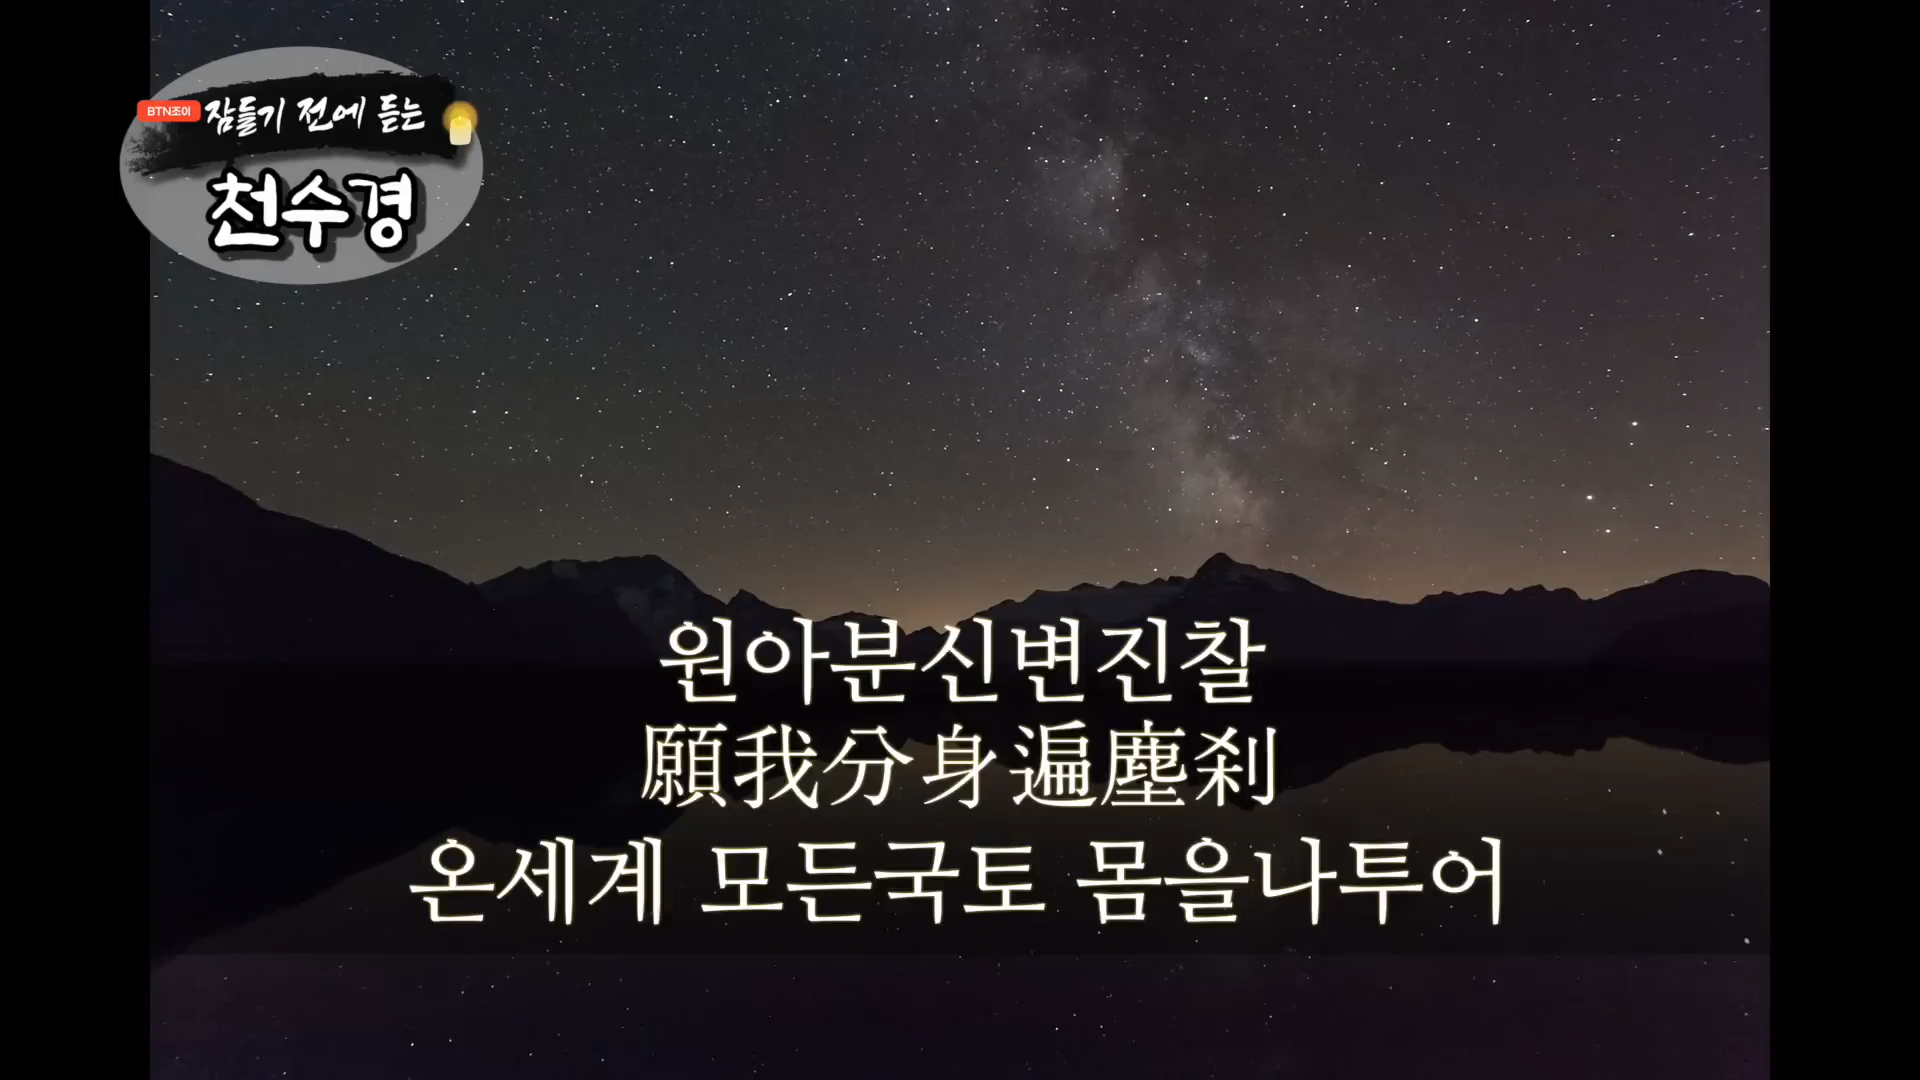 BTN조이
잠들기 전에 듣는
천수경
원아분신변진찰
願我分身遍塵刹
온세계 모든국토 몸을나투어